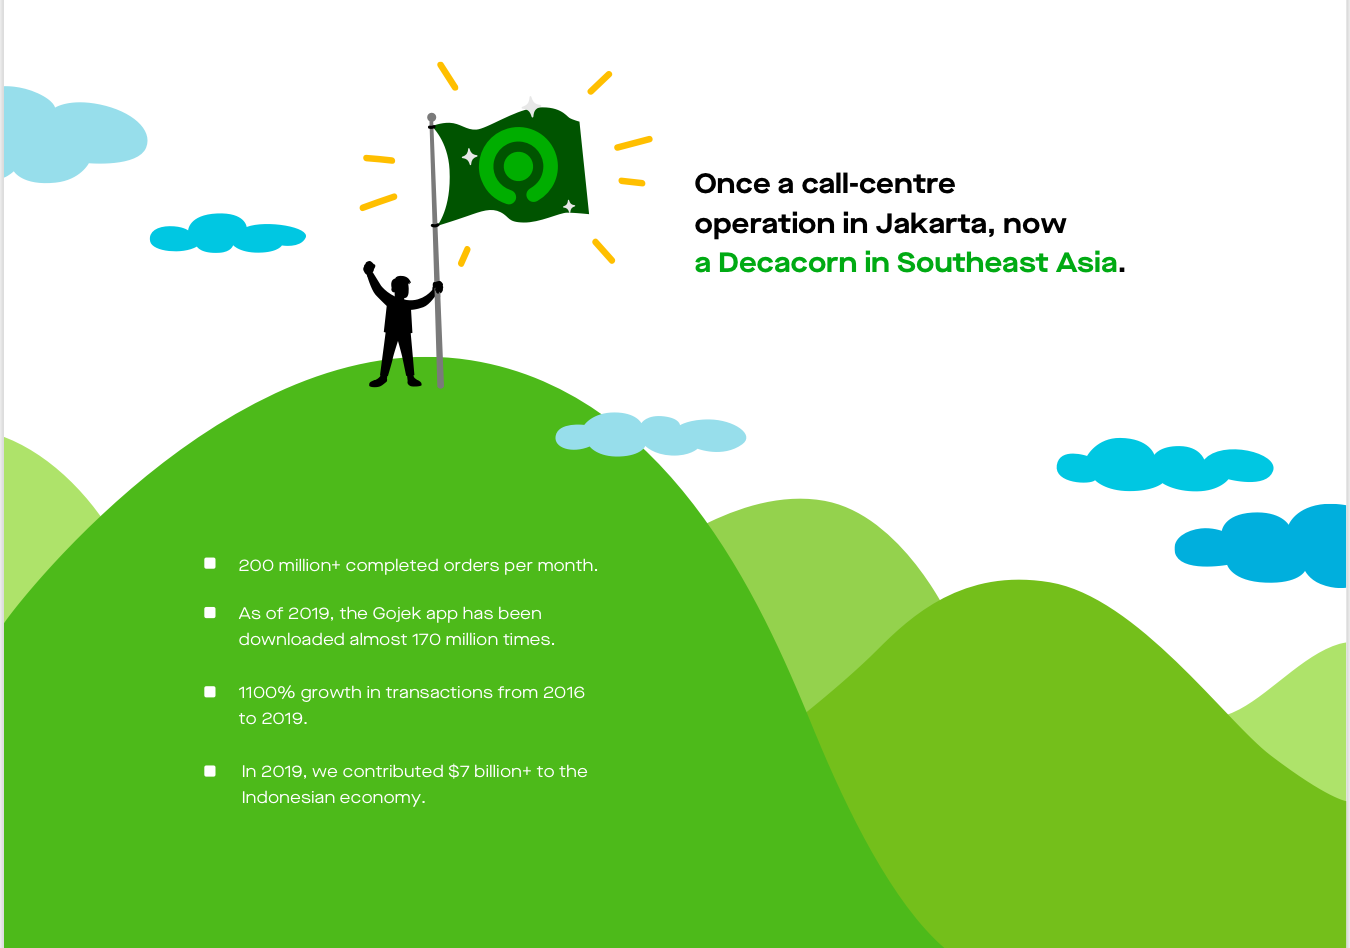 Once a call-centre
operation in Jakarta, now
a Decacorn in Southeast Asia.
200 million+ completed orders per month.
As of 2019, the Gojek app has been
downloaded almost 170 million times.
1100% growth in transactions from 2016
to 2019.
In 2019, we contributed $7 billion+ to the
Indonesian economy.